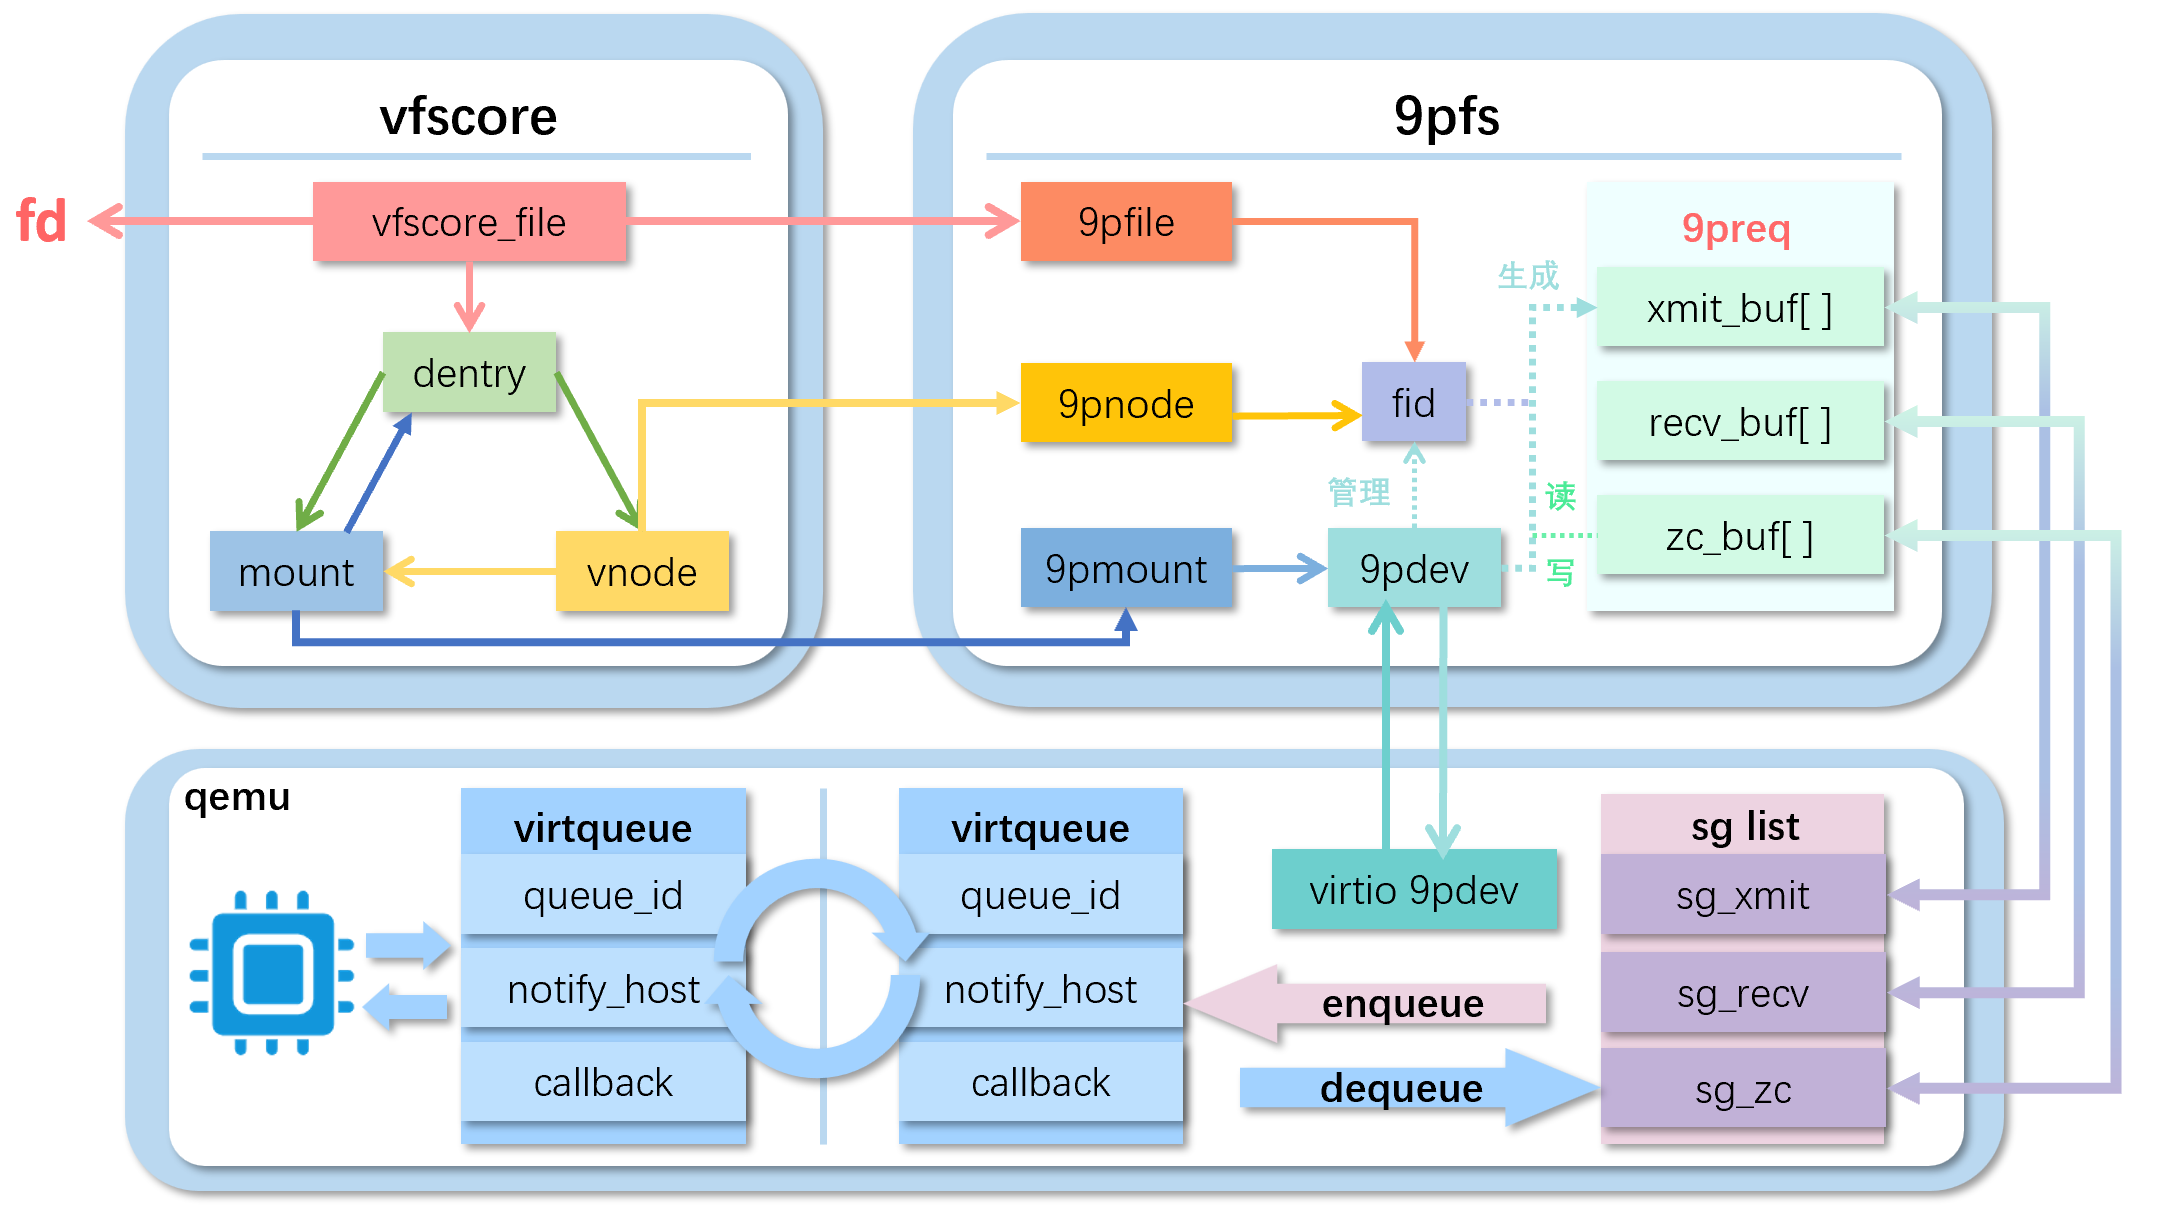 vfscore
fd
vfscore_file
dentry
mount
vnode
9pfs
9pfile
9pnode
fid
管理
9pmount
9pdev
生成
读
写
9preq
xmit_buf[ ]
recv_buf[ ]
zc_buf[ ]
qemu
virtqueue
queue_id
notify_host
callback
virtqueue
queue_id
notify_host
callback
virtio 9pdev
enqueue
dequeue
sg list
sg_xmit
sg_recv
sg_zc